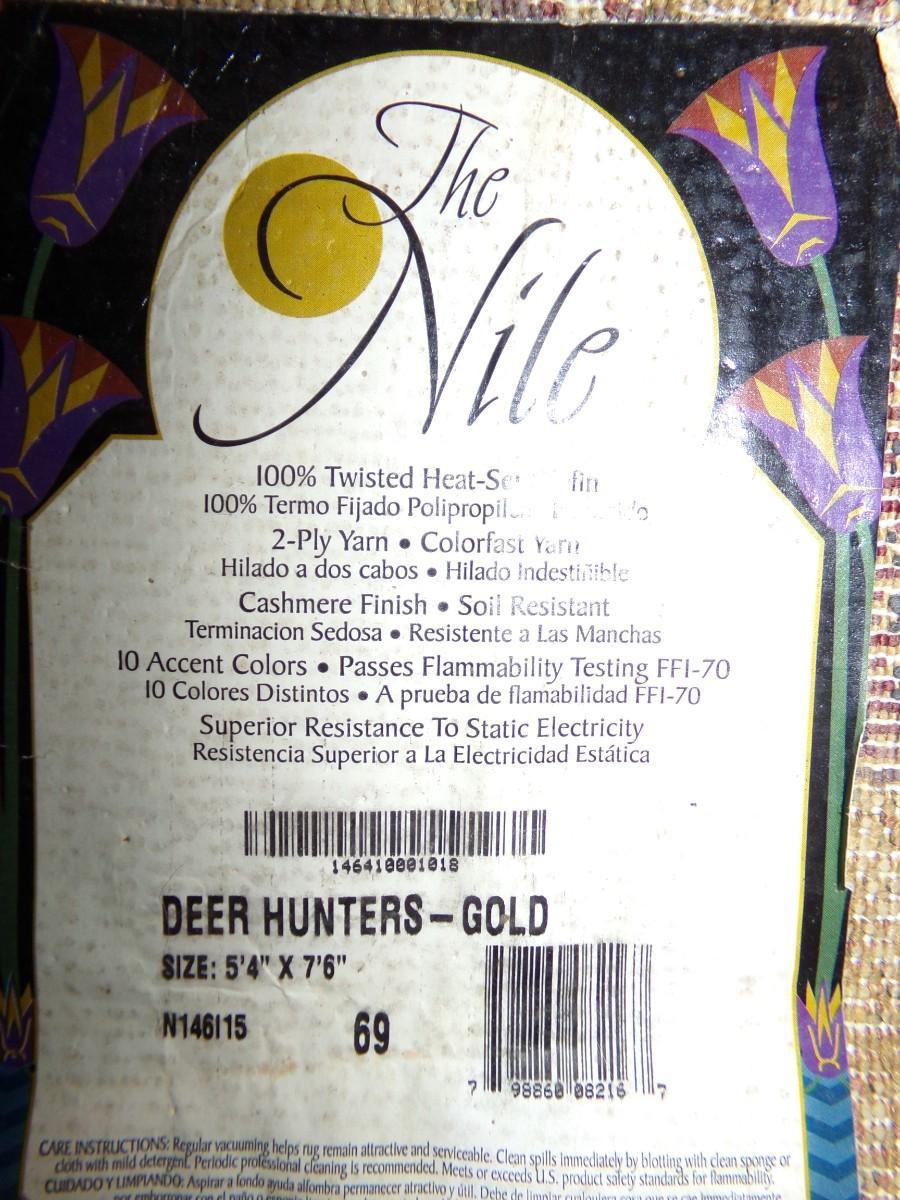 The
Nile
100% Twisted Heat-Se
100% Termo Fijado
2-Ply Yarn • Colorfast Yarn
Hilado a dos cabos • Hilado Indestiñible
Cashmere Finish • Soil Resistant
Terminacion Sedosa • Resistente a Las Manchas
10 Accent Colors • Passes Flammability Testing FFI-70
10 Colores Distintos • A prueba de flamabilidad FFI-70
Superior Resistance To Static Electricity
Resistencia Superior a La Electricidad Estática
146410001018
DEER HUNTERS – GOLD
SIZE: 5'4" X 7'6"
N146I15 69
7 98860 08216 7
CARE INSTRUCTIONS: Regular vacuuming helps rug remain attractive and serviceable. Clean spills immediately by blotting with clean sponge or
cloth with mild detergent. Periodic professional cleaning is recommended. Meets or exceeds U.S. product safety standards for flammability.
CUIDADO Y LIMPIANDO: Aspirar a fondo ayuda alfombra permanecer atractivo y útil. Debe de limpiar cualquiera cosa que se cae immediatamente